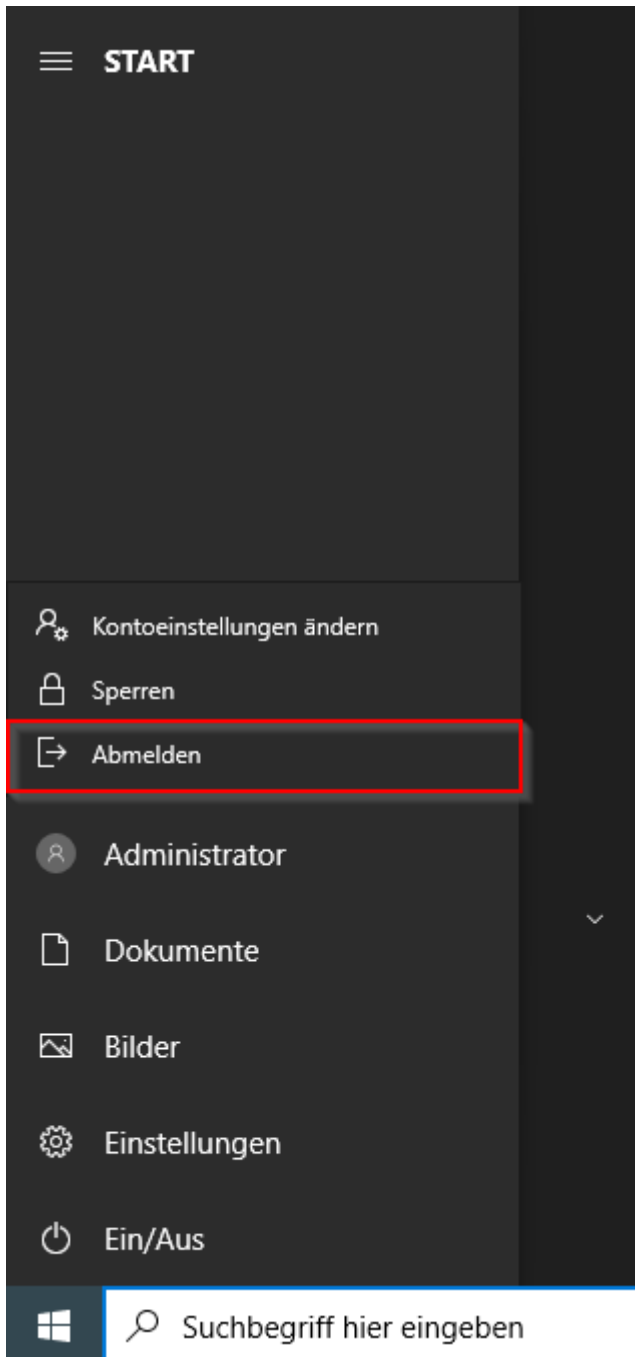 START
Kontoeinstellungen ändern
Sperren
Abmelden
Administrator
Dokumente
Bilder
Einstellungen
Ein/Aus
Suchbegriff hier eingeben